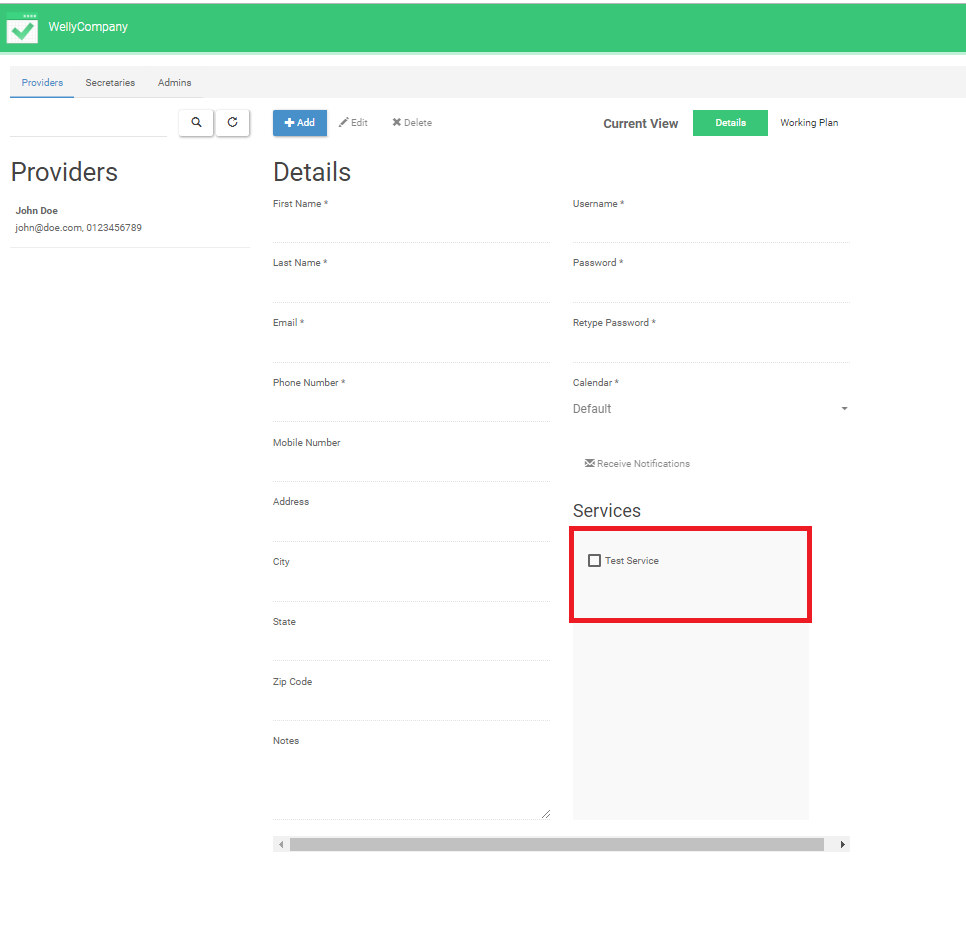 WellyCompany
Providers Secretaries Admins
Add Edit Delete Current View Details Working Plan
Providers
John Doe
john@doe.com, 0123456789
Details
First Name *
Username *
Last Name *
Password *
Email *
Retype Password *
Phone Number *
Calendar *
Default
Mobile Number
Receive Notifications
Address
Services
City
Test Service
State
Zip Code
Notes